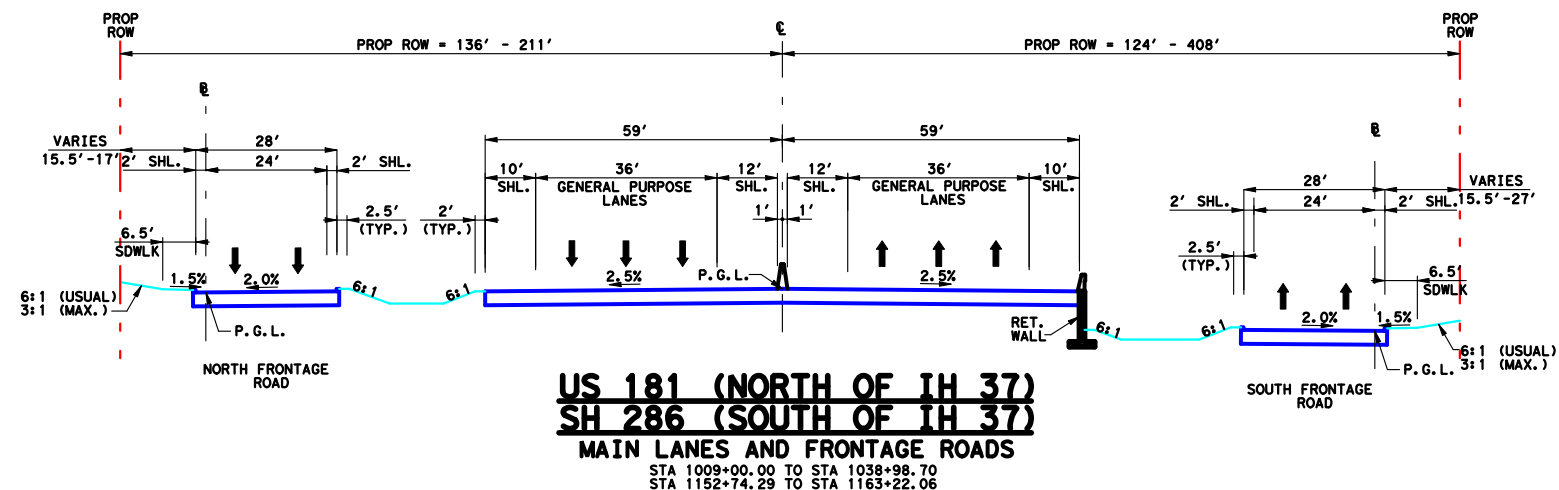 PROP
ROW
PROP ROW = 136' - 211'
℄
PROP ROW = 124' - 408'
PROP
ROW
VARIES
15.5'-17'
28'
2' SHL.
24'
2' SHL.
2.5'
(TYP.)
6.5'
SDWLK
1.5%
2.0%
6:1 (USUAL)
3:1 (MAX.)
P.G.L.
NORTH FRONTAGE
ROAD
6:1
6:1
2'
(TYP.)
59'
59'
10'
SHL.
36'
GENERAL PURPOSE
LANES
12'
SHL.
12'
SHL.
36'
GENERAL PURPOSE
LANES
10'
SHL.
1'
1'
2.5%
P.G.L.
2.5%
RET.
WALL
6:1
6:1
28'
VARIES
15.5'-27'
2' SHL.
24'
2' SHL.
2.5'
(TYP.)
6.5'
SDWLK
2.0%
1.5%
6:1 (USUAL)
3:1 (MAX.)
P.G.L.
SOUTH FRONTAGE
ROAD
US 181 (NORTH OF IH 37)
SH 286 (SOUTH OF IH 37)
MAIN LANES AND FRONTAGE ROADS
STA 1009+00.00 TO STA 1038+98.70
STA 1152+74.29 TO STA 1163+22.06